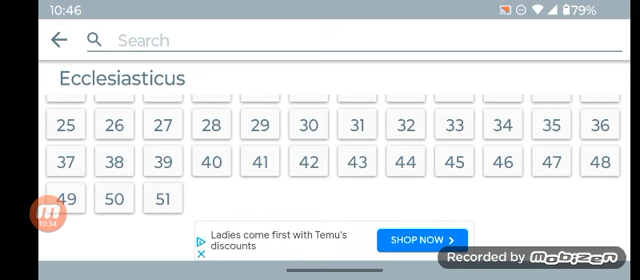 10:46 79%
Search
Ecclesiasticus
25 26 27 28 29 30 31 32 33 34 35 36
37 38 39 40 41 42 43 44 45 46 47 48
49 50 51
10:34
Ladies come first with Temu's
discounts
SHOP NOW
Recorded by Mobizen